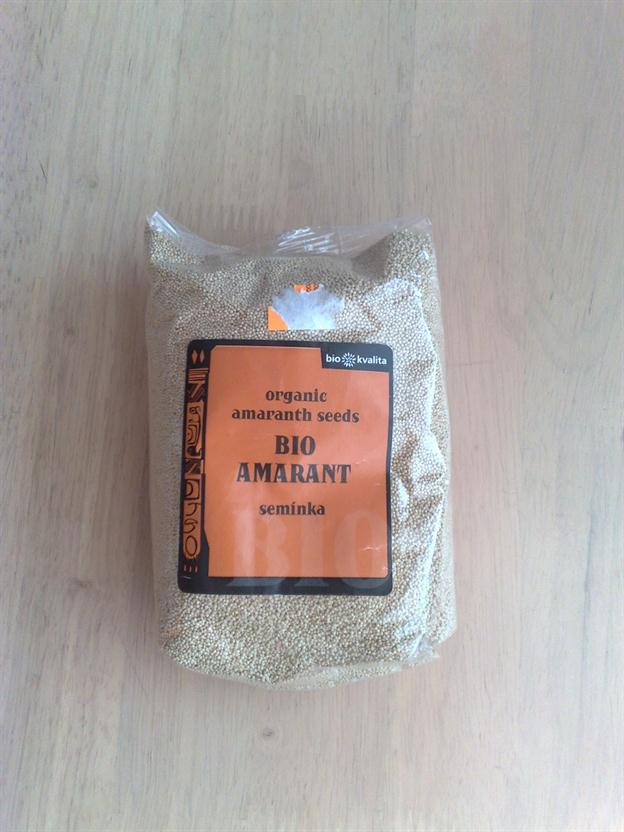 bio kvalita
organic
amaranth seeds
BIO
AMARANT
semínka
BIO